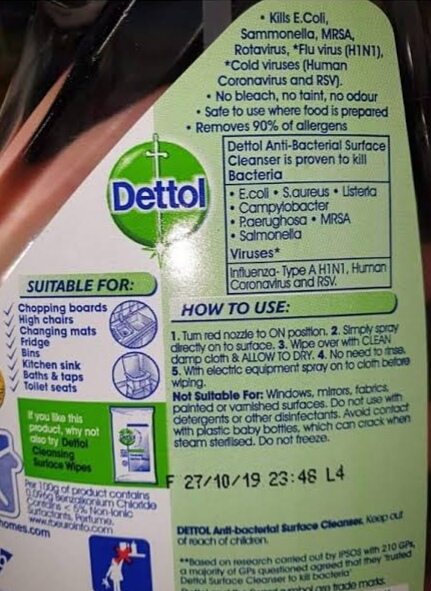 • Kills E.Coli,
Sammonella, MRSA,
Rotavirus, *Flu virus (H1N1),
*Cold viruses (Human
Coronavirus and RSV).
• No bleach, no taint, no odour
• Safe to use where food is prepared
• Removes 90% of allergens
Dettol Anti-Bacterial Surface
Cleanser is proven to kill
Bacteria
• E.coli • S.aureus • Listeria
• Campylobacter
• P.aerughosa • MRSA
• Salmonella
Viruses*
Influenza- Type A H1N1, Human
Coronavirus and RSV.
Dettol
SUITABLE FOR:
Chopping boards
High chairs
Changing mats
Fridge
Bins
Kitchen sink
Baths & taps
Toilet seats
If you like this
product, why not
also try Dettol
Cleansing
Surface Wipes
Per 100g of product contains
0.096g Benzalkonium Chloride
Contains < 5% Non-Ionic
Surfactants, Perfume.
www.rbeuroinfo.com
homes.com
HOW TO USE:
1. Turn red nozzle to ON position. 2. Simply spray
directly on to surface. 3. Wipe over with CLEAN
damp cloth & ALLOW TO DRY. 4. No need to rinse.
5. With electric equipment spray on to cloth before
wiping.
Not Suitable For: Windows, mirrors, fabrics,
painted or varnished surfaces. Do not use with
detergents or other disinfectants. Avoid contact
with plastic baby bottles, which can crack when
steam sterilised. Do not freeze.
F 27/10/19 23:46 L4
DETTOL Anti-bacterial Surface Cleanser. Keep out
of reach of children.
**Based on research carried out by IPSOS with 210 GPs,
a majority of GPs questioned agreed that they 'trusted
Dettol Surface Cleanser to kill bacteria'
symbol are trade marks